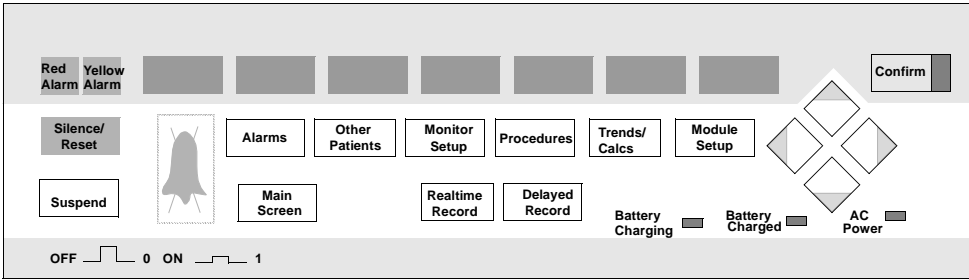 Red Alarm
Yellow Alarm
Confirm
Silence/
Reset
Alarms
Other
Patients
Monitor
Setup
Procedures
Trends/
Calcs
Module
Setup
Suspend
Main
Screen
Realtime
Record
Delayed
Record
Battery
Charging
Battery
Charged
AC
Power
OFF 0 ON 1